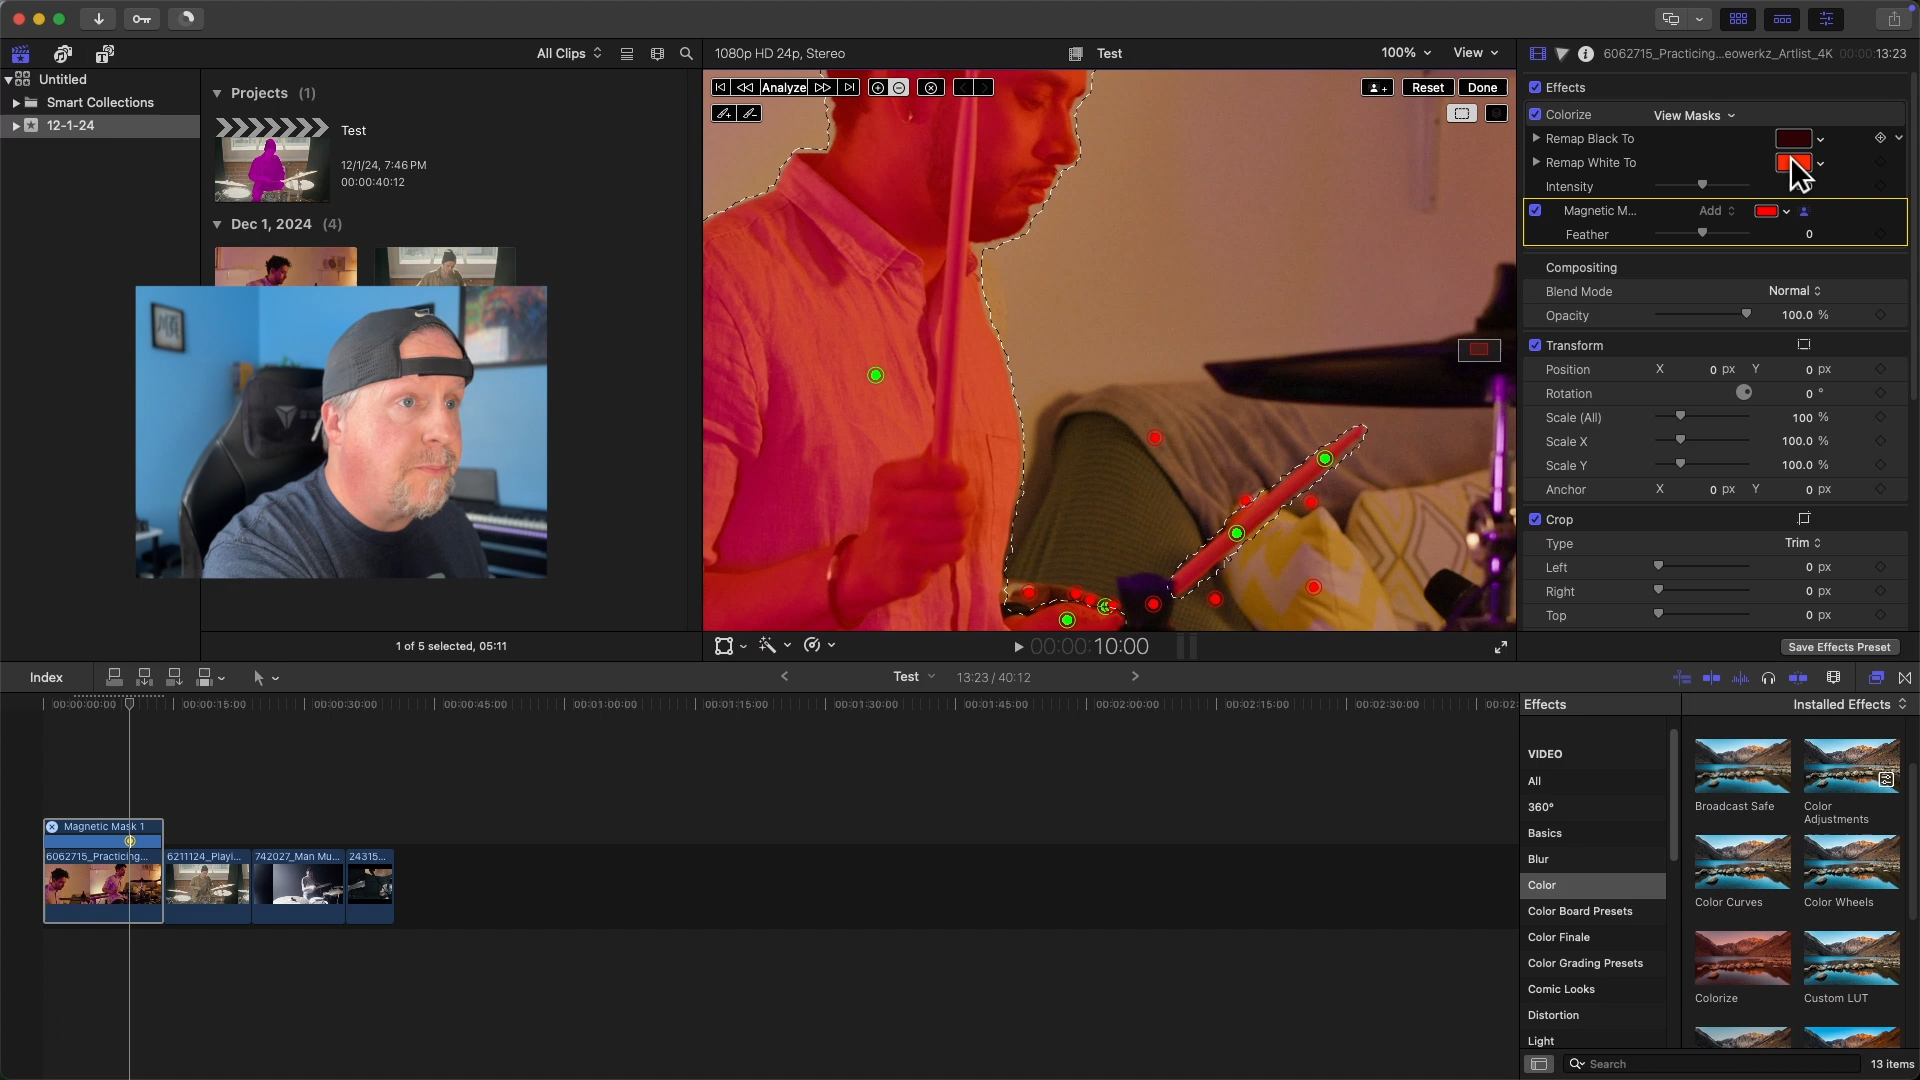 All Clips
1080p HD 24p, Stereo
Test
100%
View
6062715_Practicing...eowerkz_Artlist_4K
00:00:13:23
Untitled
Smart Collections
12-1-24
Projects (1)
Test
12/1/24, 7:46 PM
00:00:40:12
Dec 1, 2024 (4)
1 of 5 selected, 05:11
Analyze
Reset
Done
00:00:10:00
Effects
Colorize
View Masks
Remap Black To
Remap White To
Intensity
Magnetic M...
Add
Feather
0
Compositing
Blend Mode
Normal
Opacity
100.0 %
Transform
Position
X
0 px
Y
0 px
Rotation
0 °
Scale (All)
100 %
Scale X
100.0 %
Scale Y
100.0 %
Anchor
X
0 px
Y
0 px
Crop
Type
Trim
Left
0 px
Right
0 px
Top
0 px
Save Effects Preset
Index
Test
13:23 / 40:12
00:00:00:00
00:00:15:00
00:00:30:00
00:00:45:00
00:01:00:00
00:01:15:00
00:01:30:00
00:01:45:00
00:02:00:00
00:02:15:00
00:02:30:00
00:02:
Magnetic Mask 1
6062715_Practicing...
6211124_Playi...
742027_Man Mu...
24315...
Effects
Installed Effects
VIDEO
All
360°
Basics
Blur
Color
Color Board Presets
Color Finale
Color Grading Presets
Comic Looks
Distortion
Light
Broadcast Safe
Color
Adjustments
Color Curves
Color Wheels
Colorize
Custom LUT
Search
13 items